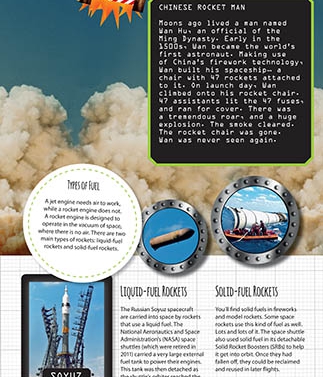 CHINESE ROCKET MAN
Moons ago lived a man named
Wan Hu, an official of the
Ming Dynasty. Early in the
1500s, Wan became the world's
first astronaut. Making use
of China's firework technology,
Wan built his spaceship— a
chair with 47 rockets attached
to it. On launch day, Wan
climbed onto his rocket chair.
47 assistants lit the 47 fuses,
and ran for cover. There was
a tremendous roar, and a huge
explosion. The smoke cleared.
The rocket chair was gone.
Wan was never seen again.
Types of Fuel
A jet engine needs air to work,
while a rocket engine does not.
A rocket engine is designed to
operate in the vacuum of space,
where there is no air. There are two
main types of rockets: liquid-fuel
rockets and solid-fuel rockets.
Liquid-fuel Rockets
The Russian Soyuz spacecraft
are carried into space by rockets
that use a liquid fuel. The
National Aeronautics and Space
Administration's (NASA) space
shuttles (which were retired in
2011) carried a very large external
fuel tank to power their engines.
This tank was then detached as
the shuttle's orbiter reached the
Solid-fuel Rockets
You'll find solid fuels in fireworks
and model rockets. Some space
rockets use this kind of fuel as well.
Lots and lots of it. The space shuttle
also used solid fuel in its detachable
Solid Rocket Boosters (SRBs) to help
it get into orbit. Once they had
fallen off, they could be reclaimed
and reused in later flights.
SOYUZ